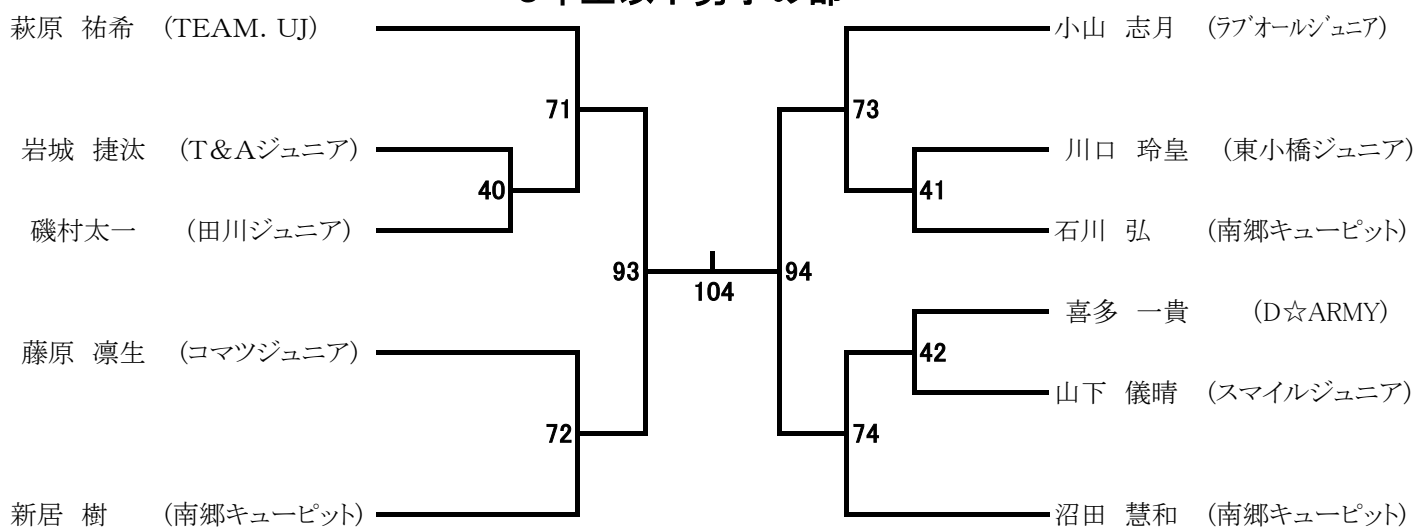 萩原 祐希 (TEAM. UJ)
岩城 捷汰 (T&Aジュニア)
磯村太一 (田川ジュニア)
藤原 凛生 (コマツジュニア)
新居 樹 (南郷キューピット)
71
40
93
72
104
94
73
41
42
74
小山 志月 (ラブオールジュニア)
川口 玲皇 (東小橋ジュニア)
石川 弘 (南郷キューピット)
喜多 一貴 (D☆ARMY)
山下 儀晴 (スマイルジュニア)
沼田 慧和 (南郷キューピット)